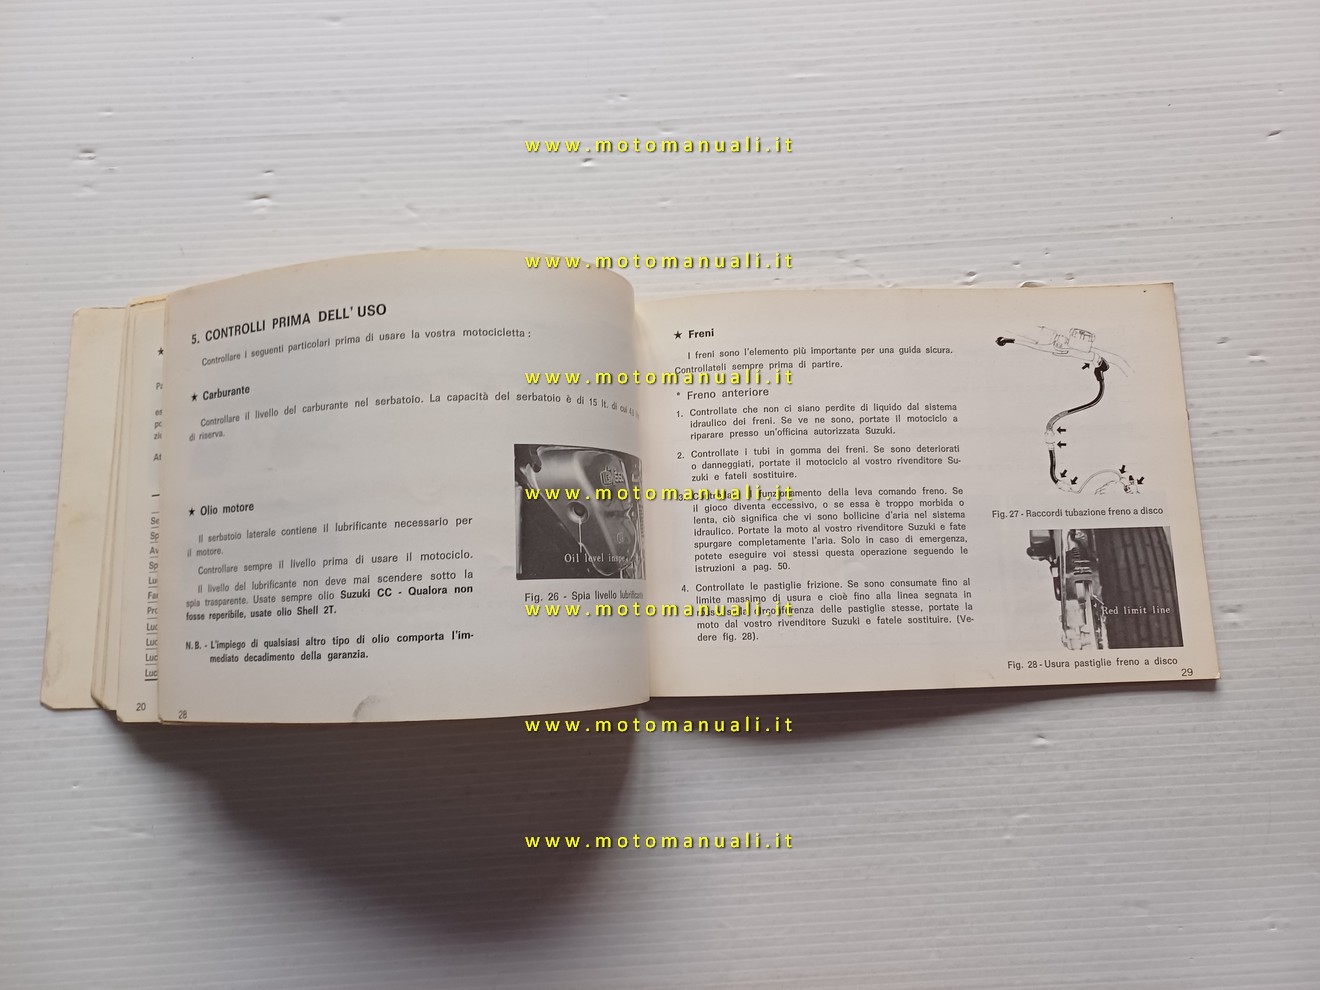 www.motomanuali.it
www.motomanuali.it
www.motomanuali.it
www.motomanuali.it
www.motomanuali.it
www.motomanuali.it
www.motomanuali.it
20
5. CONTROLLI PRIMA DELL'USO
Controllare i seguenti particolari prima di usare la vostra motocicletta :
★ Carburante
Controllare il livello del carburante nel serbatoio. La capacità del serbatoio è di 15 lt. di cui
di riserva.
★ Olio motore
Il serbatoio laterale contiene il lubrificante necessario per
il motore.
Controllare sempre il livello prima di usare il motociclo.
Il livello del lubrificante non deve mai scendere sotto la
spia trasparente. Usate sempre olio Suzuki CC - Qualora non
fosse reperibile, usate olio Shell 2T.
N.B. - L'impiego di qualsiasi altro tipo di olio comporta l'im-
mediato decadimento della garanzia.
Oil level
Fig. 26 - Spia livello
28
★ Freni
I freni sono l'elemento più importante per una guida sicura.
Controllateli sempre prima di partire.
* Freno anteriore
1. Controllate che non ci siano perdite di liquido dal sistema
idraulico dei freni. Se ve ne sono, portate il motociclo a
riparare presso un'officina autorizzata Suzuki.
2. Controllate i tubi in gomma dei freni. Se sono deteriorati
o danneggiati, portate il motociclo al vostro rivenditore Su-
zuki e fateli sostituire.
3. della leva comando freno. Se
il gioco diventa eccessivo, o se essa è troppo morbida o
lenta, ciò significa che vi sono bollicine d'aria nel sistema
idraulico. Portate la moto al vostro rivenditore Suzuki e fate
spurgare completamente l'aria. Solo in caso di emergenza,
potete eseguire voi stessi questa operazione seguendo le
istruzioni a pag. 50.
4. Controllate le pastiglie frizione. Se sono consumate fino al
limite massimo di usura e cioè fino alla linea segnata in
delle pastiglie stesse, portate la
moto dal vostro rivenditore Suzuki e fatele sostituire. (Ve-
dere fig. 28).
Fig. 27 - Raccordi tubazione freno a disco
Red limit line
Fig. 28 - Usura pastiglie freno a disco
29